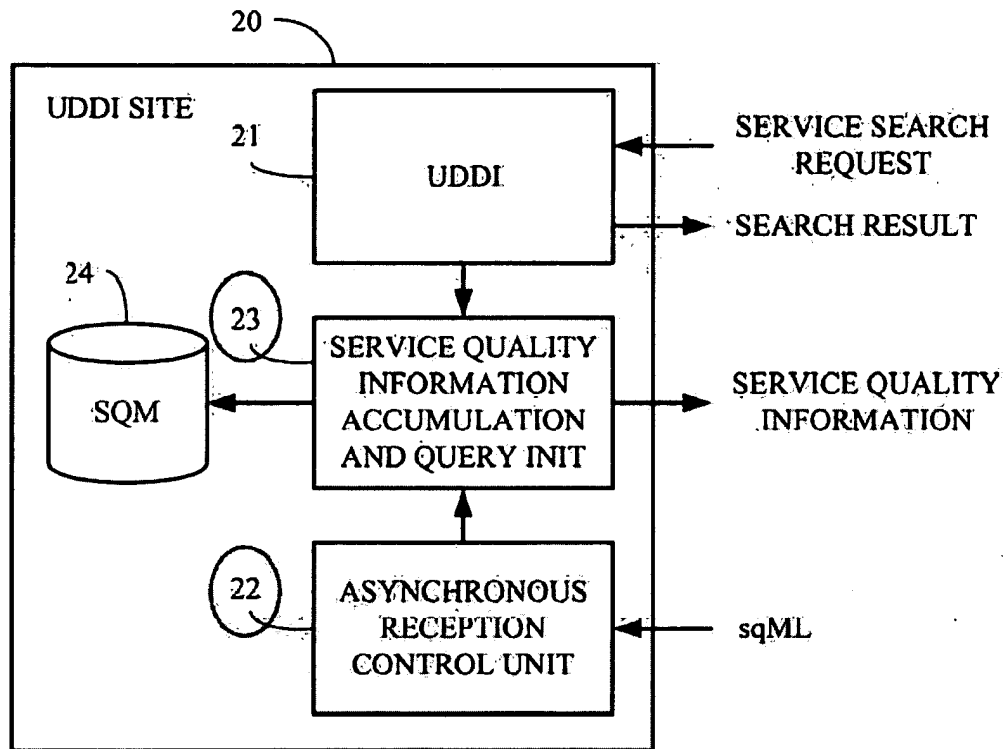 20
UDDI SITE
21
UDDI
SERVICE SEARCH
REQUEST
SEARCH RESULT
24
SQM
23
SERVICE QUALITY
INFORMATION
ACCUMULATION
AND QUERY INIT
SERVICE QUALITY
INFORMATION
22
ASYNCHRONOUS
RECEPTION
CONTROL UNIT
sqML